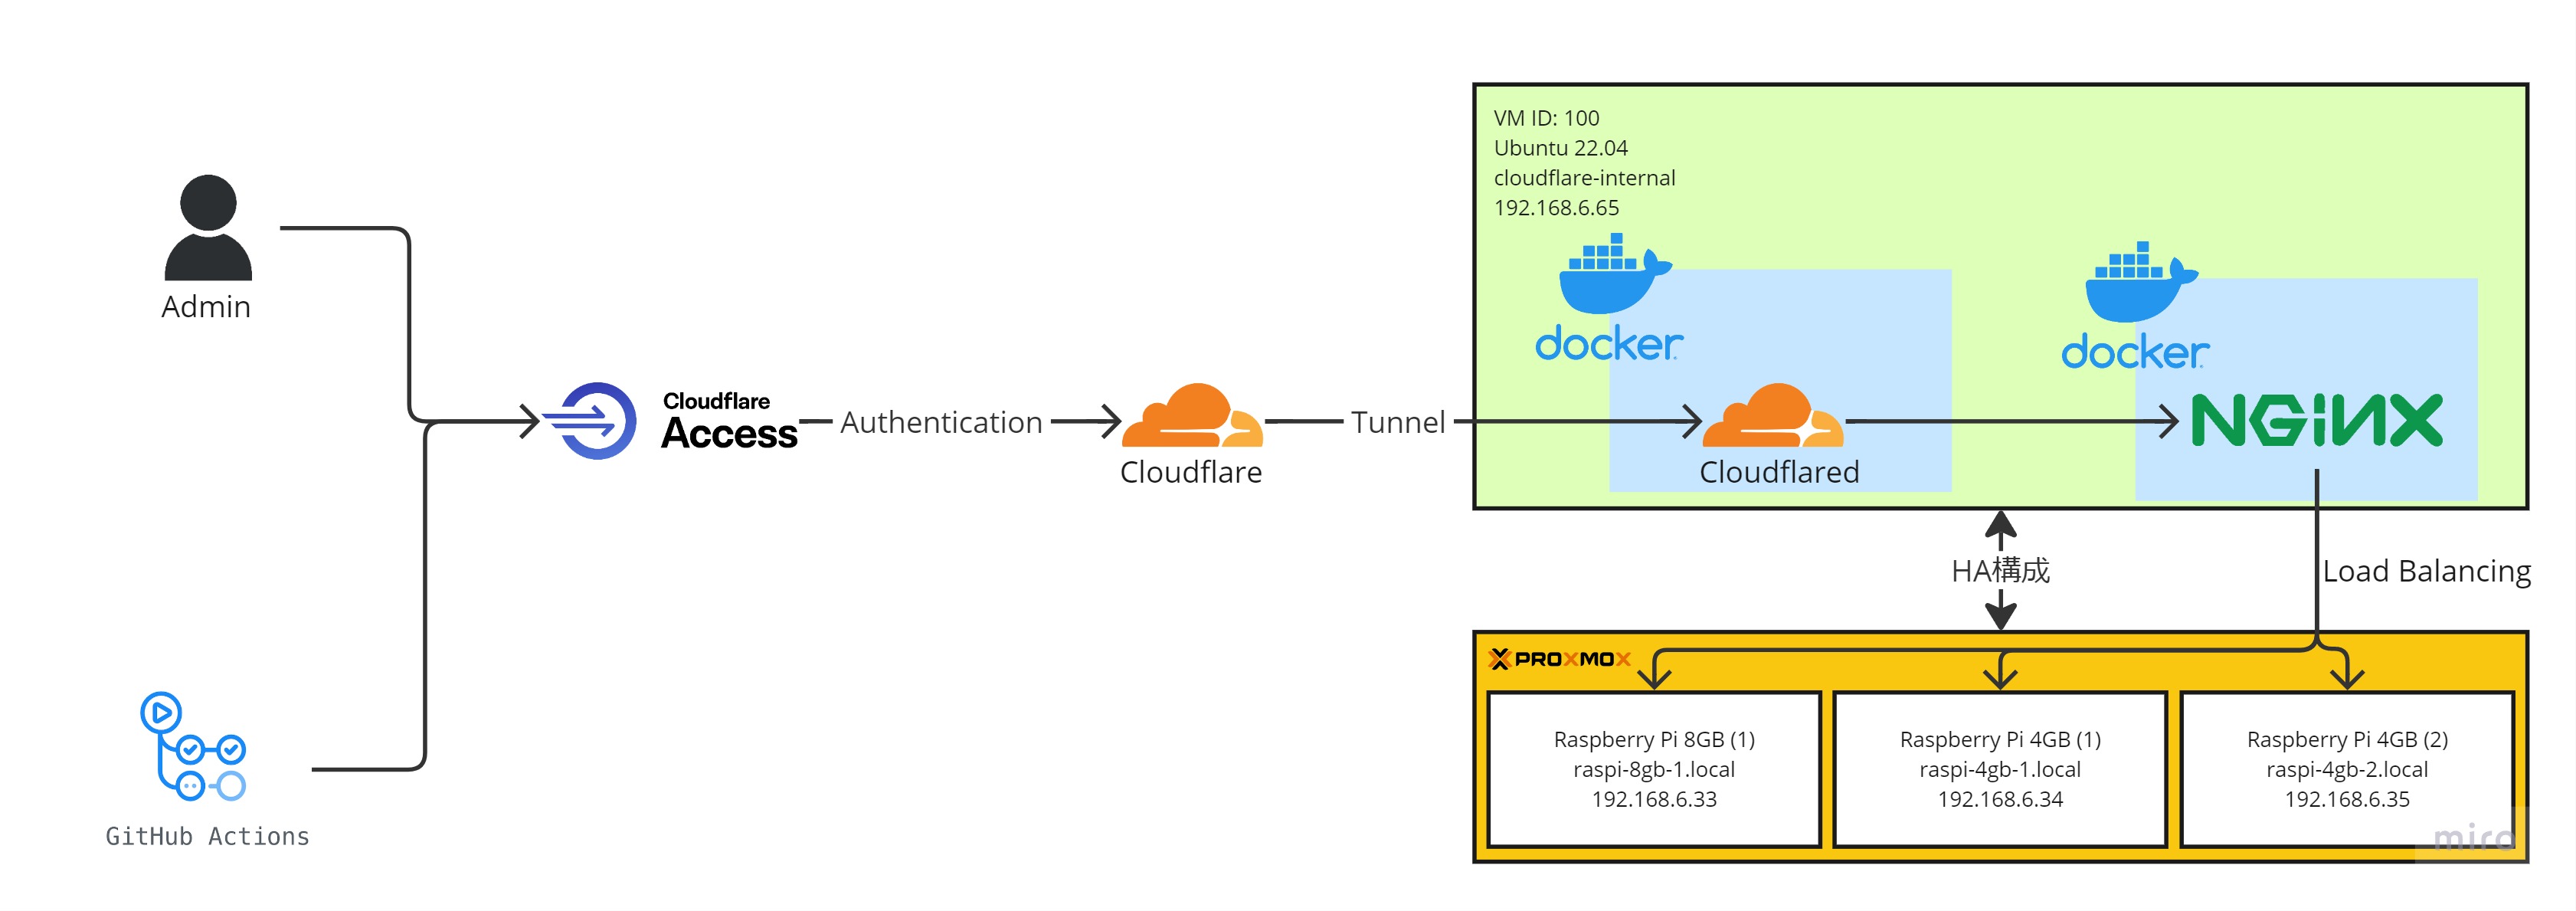 VM ID: 100
Ubuntu 22.04
cloudflare-internal
192.168.6.65
docker
docker
Admin
Cloudflare
Access
Authentication
Cloudflare
Tunnel
Cloudflared
NGINX
HA構成
Load Balancing
PROXMOX
Raspberry Pi 8GB (1)
raspi-8gb-1.local
192.168.6.33
Raspberry Pi 4GB (1)
raspi-4gb-1.local
192.168.6.34
Raspberry Pi 4GB (2)
raspi-4gb-2.local
192.168.6.35
GitHub Actions
miro